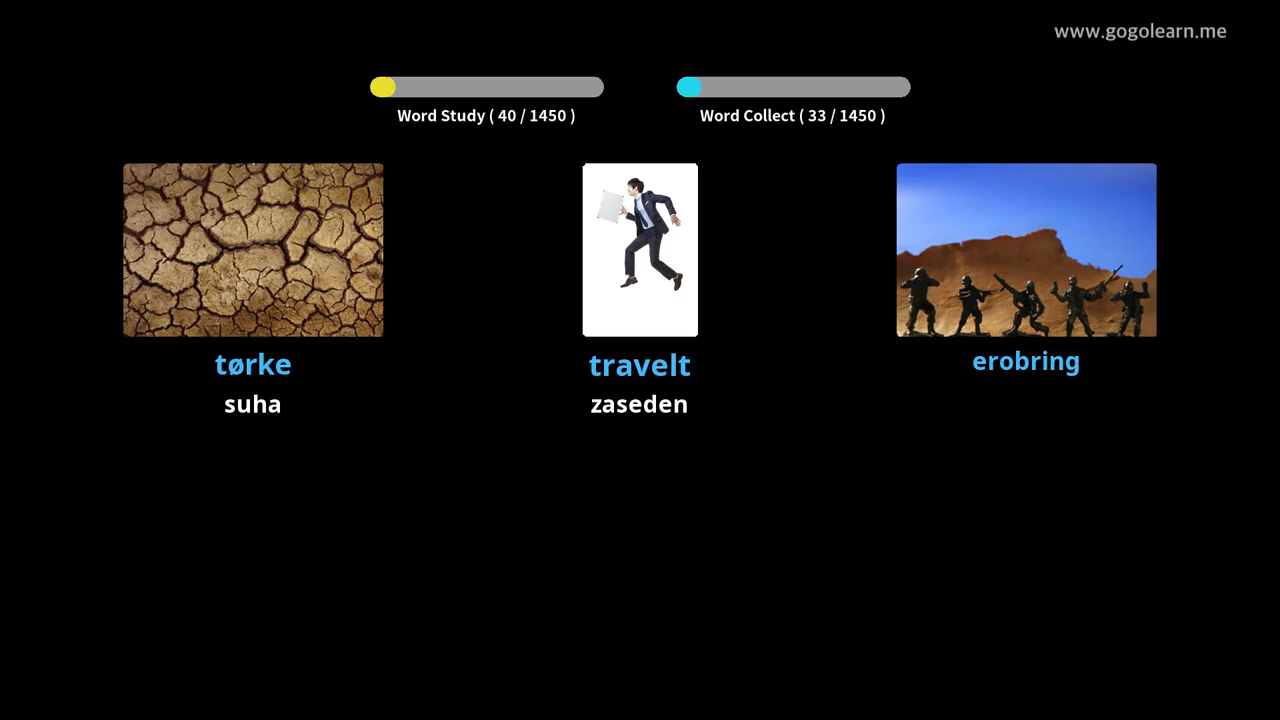 www.gogolearn.me
Word Study ( 40 / 1450 )
Word Collect ( 33 / 1450 )
tørke
travelt
erobring
suha
zaseden